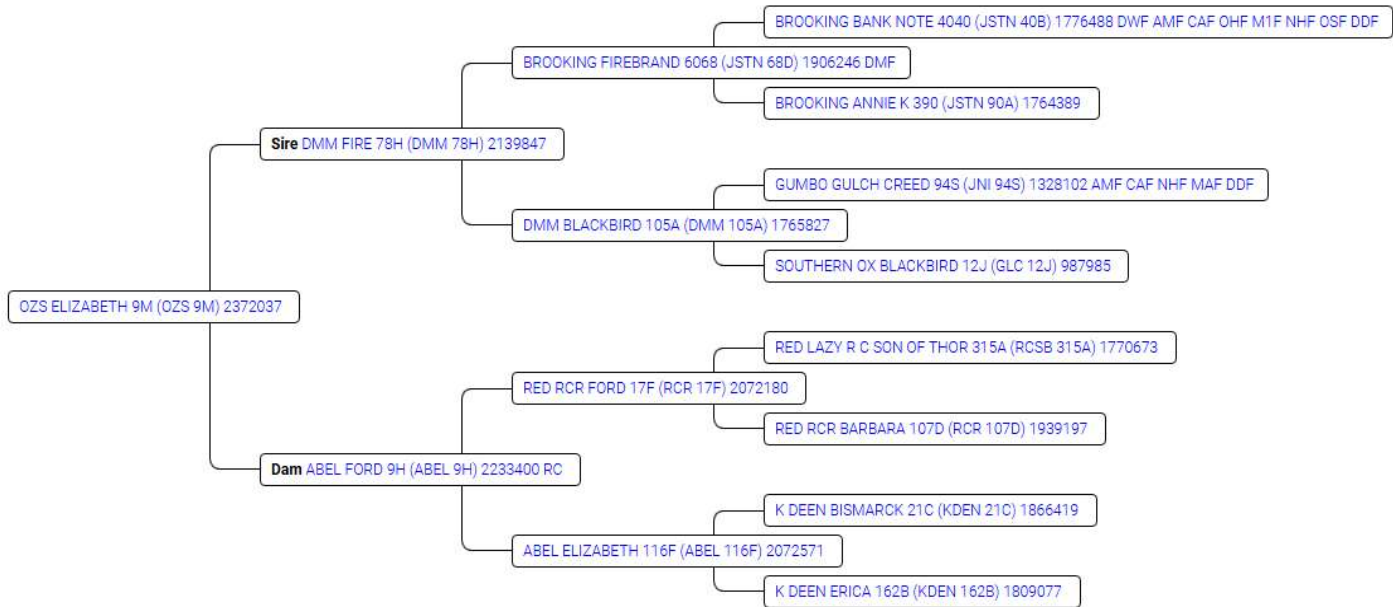 BROOKING BANK NOTE 4040 (JSTN 40B) 1776488 DWF AMF CAF OHF M1F NHF OSF DDF
BROOKING FIREBRAND 6068 (JSTN 68D) 1906246 DMF
BROOKING ANNIE K 390 (JSTN 90A) 1764389
Sire DMM FIRE 78H (DMM 78H) 2139847
GUMBO GULCH CREED 94S (JNI 94S) 1328102 AMF CAF NHF MAF DDF
DMM BLACKBIRD 105A (DMM 105A) 1765827
SOUTHERN OX BLACKBIRD 12J (GLC 12J) 987985
OZS ELIZABETH 9M (OZS 9M) 2372037
RED LAZY R C SON OF THOR 315A (RCSB 315A) 1770673
RED RCR FORD 17F (RCR 17F) 2072180
RED RCR BARBARA 107D (RCR 107D) 1939197
Dam ABEL FORD 9H (ABEL 9H) 2233400 RC
K DEEN BISMARCK 21C (KDEN 21C) 1866419
ABEL ELIZABETH 116F (ABEL 116F) 2072571
K DEEN ERICA 162B (KDEN 162B) 1809077